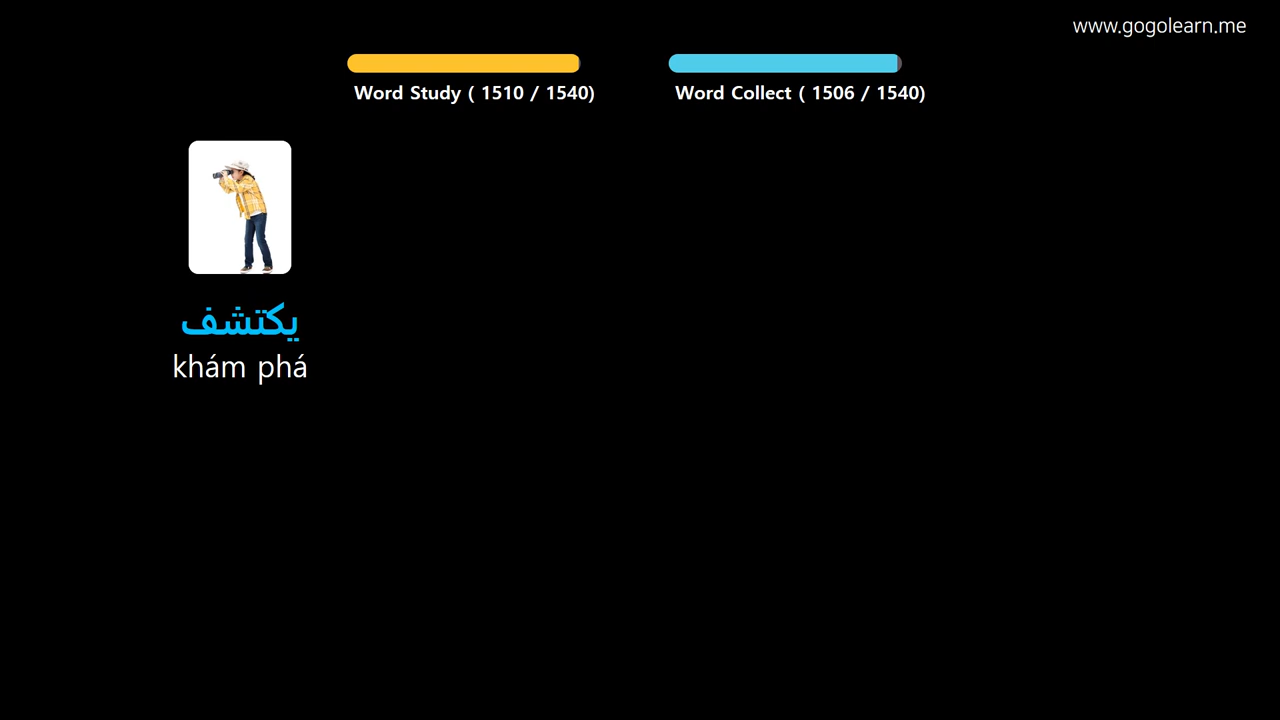 www.gogolearn.me
Word Study ( 1510 / 1540)
Word Collect ( 1506 / 1540)
يكتشف
khám phá